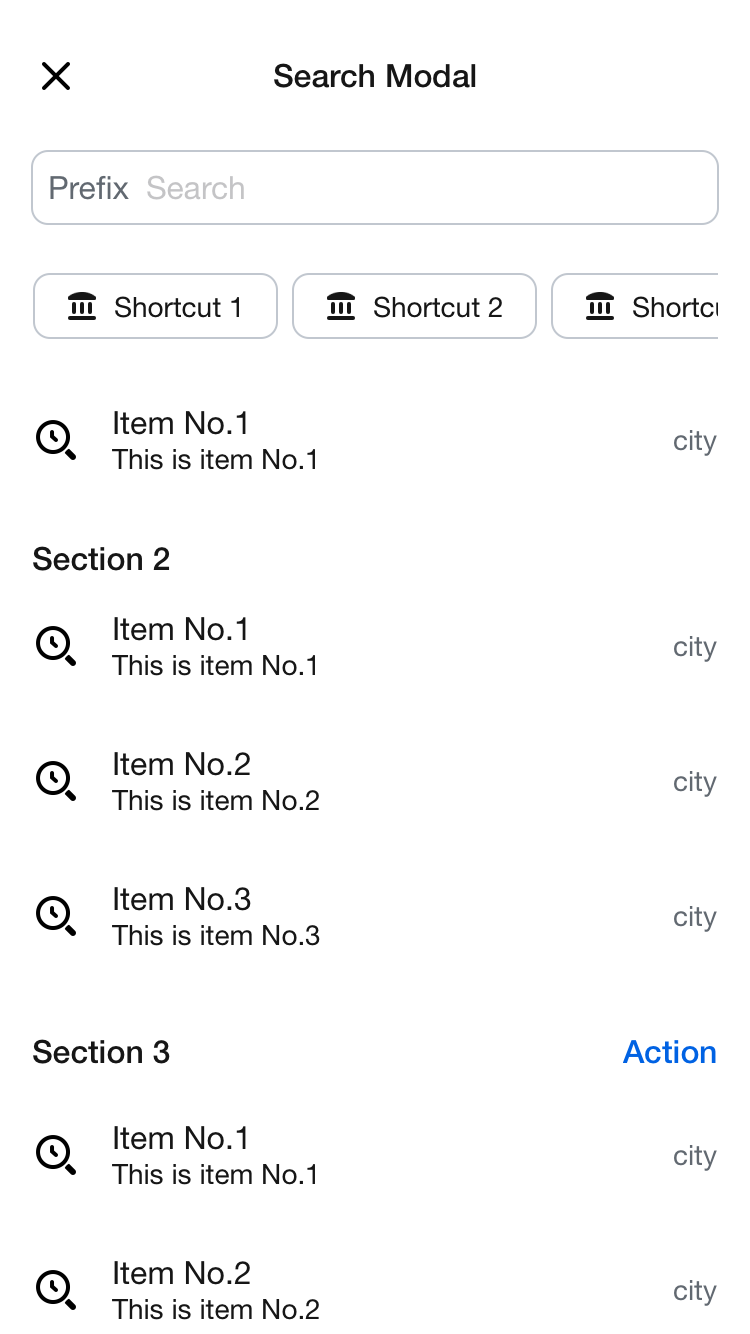 Search Modal
Prefix Search
Shortcut 1 Shortcut 2 Shortcu
Item No.1
This is item No.1
city
Section 2
Item No.1
This is item No.1
city
Item No.2
This is item No.2
city
Item No.3
This is item No.3
city
Section 3 Action
Item No.1
This is item No.1
city
Item No.2
This is item No.2
city